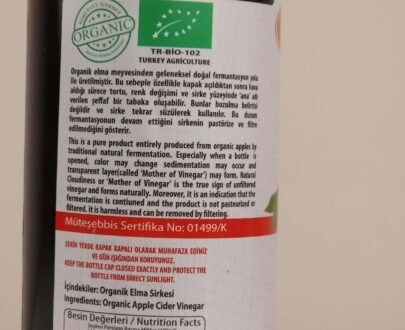 ORGANIC
TR-BİO-102
TURKEY AGRICULTURE
Organik elma meyvesinden geleneksel doğal fermantasyon yolu
ile üretilmiştir. Bu sebeple özellikle kapak açıldıktan sonra hava
aldığı sürece tortu, renk değişimi ve sirke yüzeyinde 'ana' adı
verilen şeffaf bir tabaka oluşabilir. Bunlar bozulma belirtisi
değildir ve sirke tekrar süzülerek kullanılır. Bu durum
fermantasyonun devam ettiğini sirkenin pastörize ve filtre
edilmediğini gösterir.
This is a pure product entirely produced from organic apples by
traditional natural fermentation. Especially when a bottle is
opened, color may change sedimentation may occur and
transparent layer(called 'Mother of Vinegar') may form. Natural
Cloudiness or 'Mother of Vinegar' is the true sign of unfiltered
vinegar and forms naturally. Moreover, it is an indication that the
fermentation is contiuned and the product is not pasteurized or
filtered. it is harmless and can be removed by filtering.
Müteşebbis Sertifika No: 01499/K
SERİN YERDE KAPAK KAPALI OLARAK MUHAFAZA EDİNİZ
VE GÜN IŞIĞINDAN KORUYUNUZ.
KEEP THE BOTTLE CAP CLOSED EXACTLY AND PROTECT THE
BOTTLE FROM DIRECT SUNLIGHT.
İçindekiler: Organik Elma Sirkesi
Ingredients: Organic Apple Cider Vinegar
Besin Değerleri / Nutrition Facts